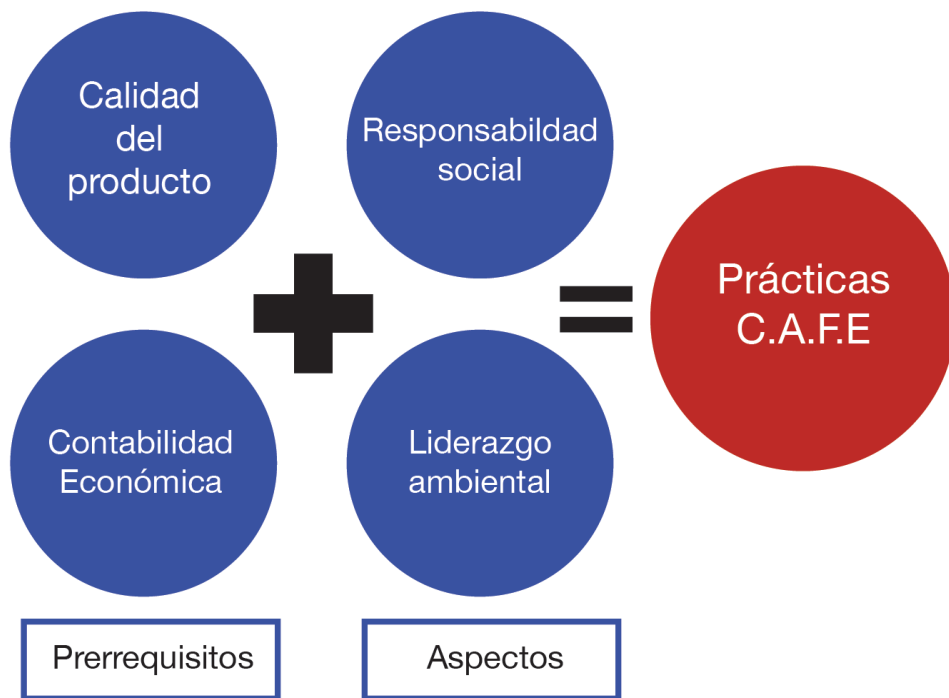 Calidad
del
producto
Responsabildad
social
Prácticas
C.A.F.E
Contabilidad
Económica
Liderazgo
ambiental
Prerrequisitos
Aspectos